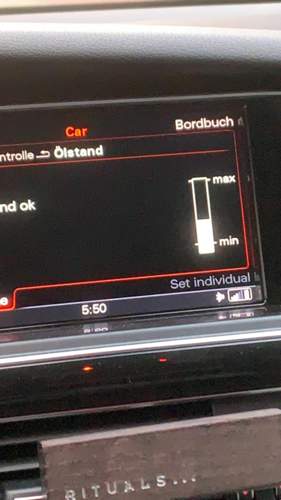 Car
Bordbuch
ntrolle Ölstand
nd ok
max
min
Set individual
e
5:50
RITUALS...